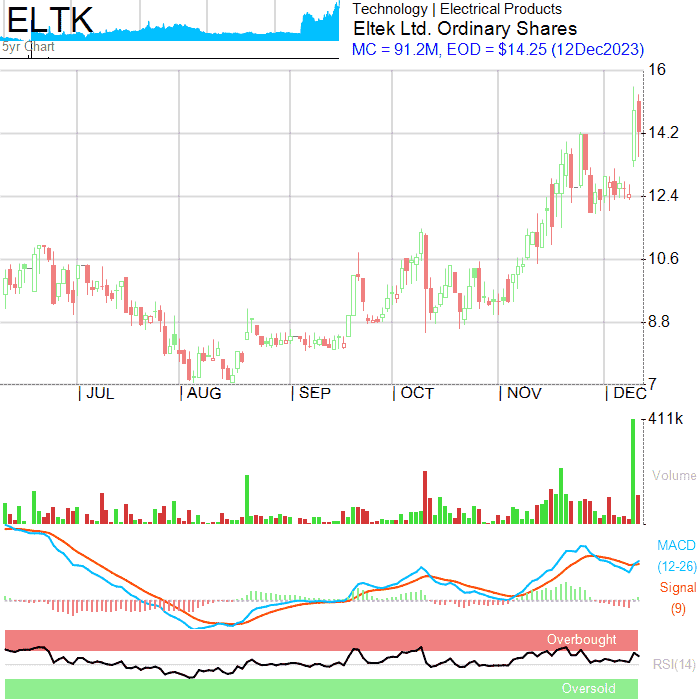 ELTK
5yr Chart
Technology | Electrical Products
Eltek Ltd. Ordinary Shares
MC = 91.2M, EOD = $14.25 (12Dec2023)
16
14.2
12.4
10.6
8.8
7
| JUL | AUG | SEP | OCT | NOV | DEC
411k
Volume
MACD
(12-26)
Signal
(9)
Overbought
RSI(14)
Oversold